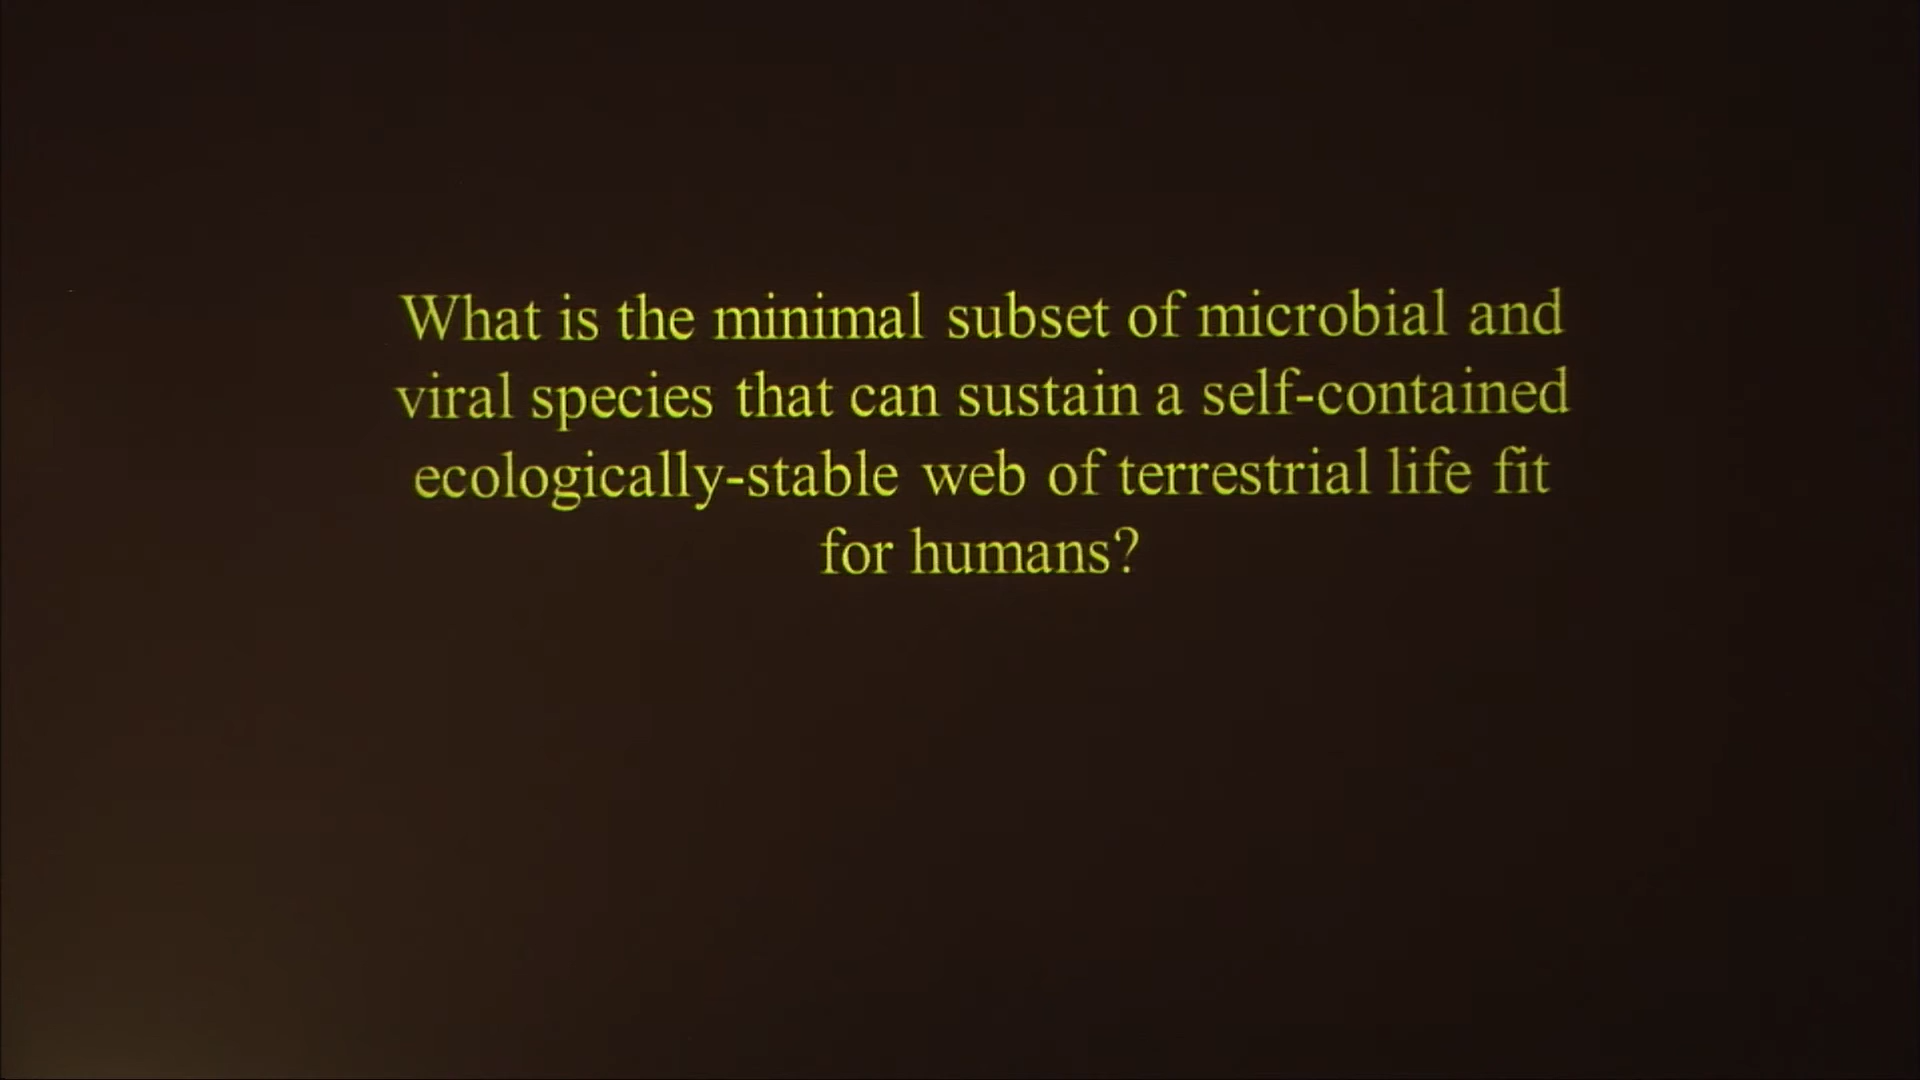 What is the minimal subset of microbial and
viral species that can sustain a self-contained
ecologically-stable web of terrestrial life fit
for humans?